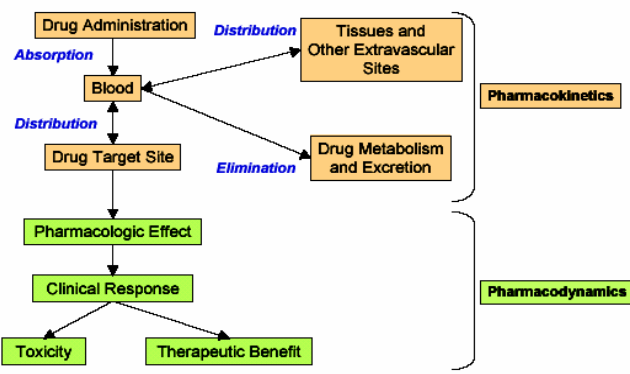 Drug Administration
Distribution
Tissues and
Other Extravascular
Sites
Absorption
Blood
Pharmacokinetics
Distribution
Drug Target Site
Elimination
Drug Metabolism
and Excretion
Pharmacologic Effect
Clinical Response
Pharmacodynamics
Toxicity
Therapeutic Benefit